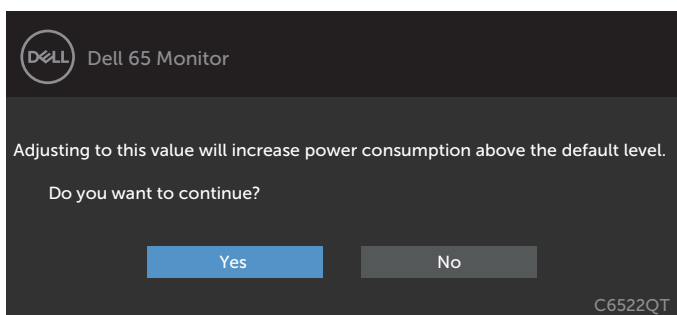 DELL
Dell 65 Monitor
Adjusting to this value will increase power consumption above the default level.
Do you want to continue?
Yes
No
C6522QT